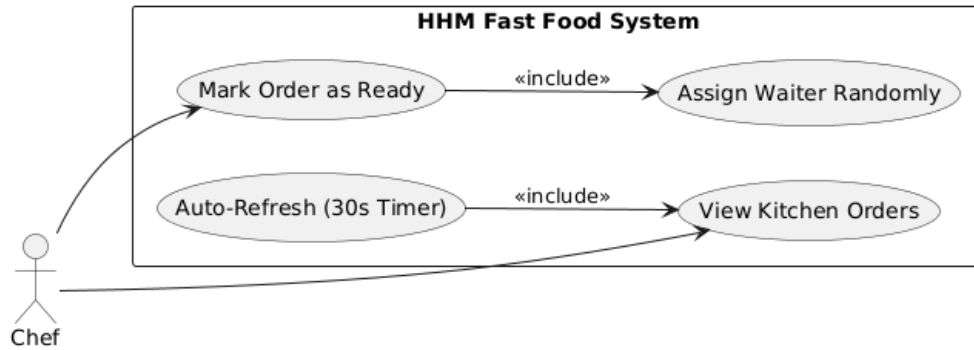 HHM Fast Food System
«include»
Mark Order as Ready
Assign Waiter Randomly
«include»
Auto-Refresh (30s Timer)
View Kitchen Orders
Chef